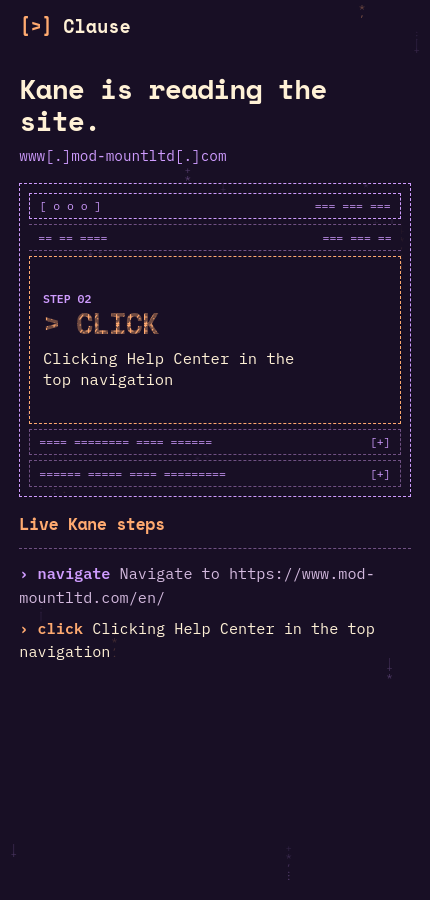 [>] Clause
Kane is reading the
site.
www[.]mod-mountltd[.]com
[ o o o ] === === ===
== == ==== === === ==
STEP 02
> CLICK
Clicking Help Center in the
top navigation
==== ======== ==== ====== [+]
====== ===== ==== ========= [+]
Live Kane steps
› navigate Navigate to https://www.mod-
mountltd.com/en/
› click Clicking Help Center in the top
navigation